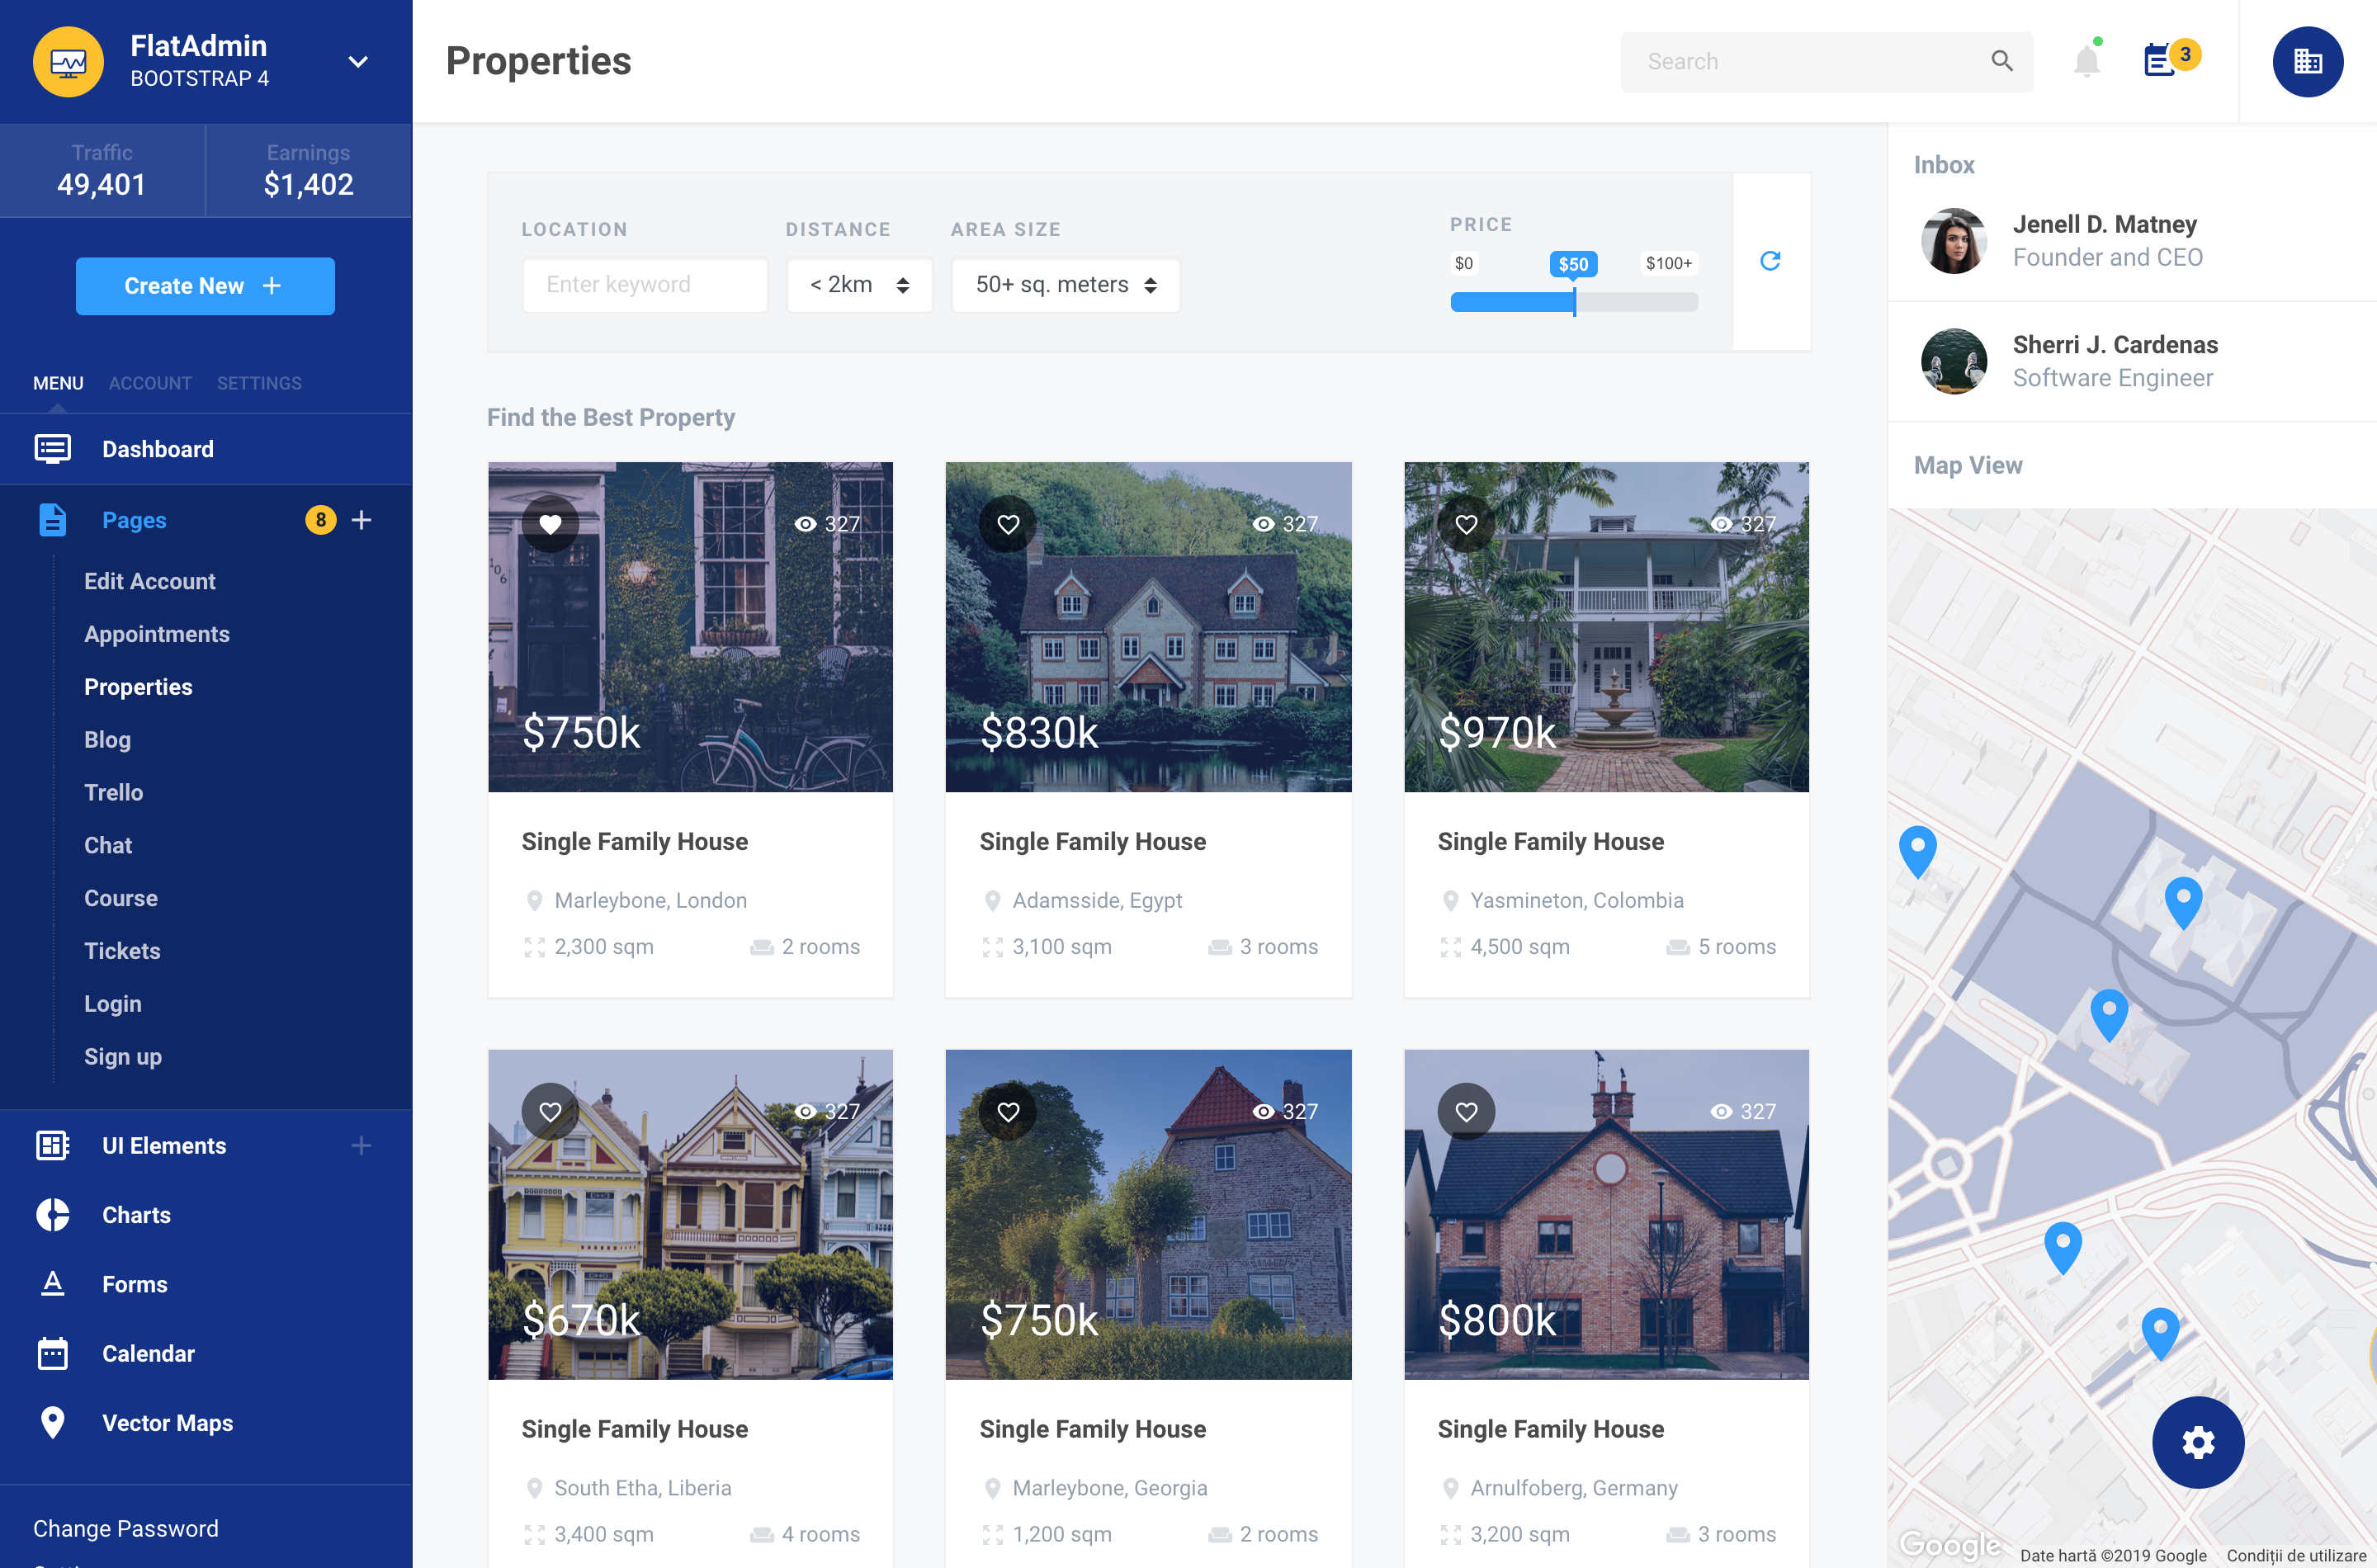 FlatAdmin
BOOTSTRAP 4
Traffic
49,401
Earnings
$1,402
Create New
MENU ACCOUNT SETTINGS
Dashboard
Pages 8
Edit Account
Appointments
Properties
Blog
Trello
Chat
Course
Tickets
Login
Sign up
UI Elements
Charts
Forms
Calendar
Vector Maps
Change Password
Properties
Search
3
LOCATION
Enter keyword
DISTANCE
< 2km
AREA SIZE
50+ sq. meters
PRICE
$0 $50 $100+
Find the Best Property
327
106
$750k
Single Family House
Marleybone, London
2,300 sqm 2 rooms
327
$830k
Single Family House
Adamsside, Egypt
3,100 sqm 3 rooms
327
$970k
Single Family House
Yasmineton, Colombia
4,500 sqm 5 rooms
327
$670k
Single Family House
South Etha, Liberia
3,400 sqm 4 rooms
327
$750k
Single Family House
Marleybone, Georgia
1,200 sqm 2 rooms
327
$800k
Single Family House
Arnulfoberg, Germany
3,200 sqm 3 rooms
Inbox
Jenell D. Matney
Founder and CEO
Sherri J. Cardenas
Software Engineer
Map View
Google
Date hartă ©2019 Google Condiții de utilizare